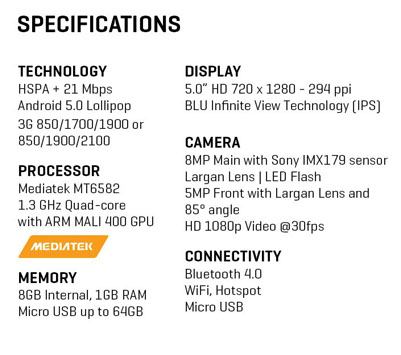 SPECIFICATIONS
TECHNOLOGY
HSPA + 21 Mbps
Android 5.0 Lollipop
3G 850/1700/1900 or
850/1900/2100
PROCESSOR
Mediatek MT6582
1.3 GHz Quad-core
with ARM MALI 400 GPU
MEDIATEK
MEMORY
8GB Internal, 1GB RAM
Micro USB up to 64GB
DISPLAY
5.0” HD 720 x 1280 - 294 ppi
BLU Infinite View Technology (IPS)
CAMERA
8MP Main with Sony IMX179 sensor
Largan Lens | LED Flash
5MP Front with Largan Lens and
85° angle
HD 1080p Video @30fps
CONNECTIVITY
Bluetooth 4.0
WiFi, Hotspot
Micro USB